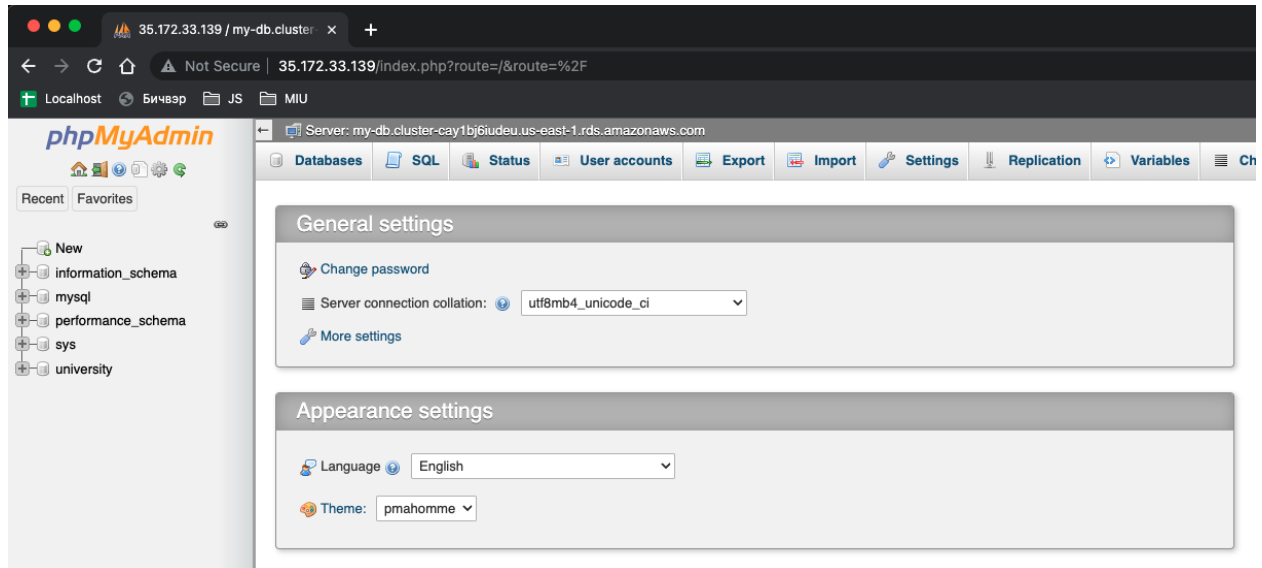 35.172.33.139 / my-db.cluster-
Not Secure | 35.172.33.139/index.php?route=/&route=%2F
Localhost Бичвэр JS MIU
phpMyAdmin
Server: my-db.cluster-cay1bj6iudeu.us-east-1.rds.amazonaws.com
Databases SQL Status User accounts Export Import Settings Replication Variables Ch
Recent Favorites
New
information_schema
mysql
performance_schema
sys
university
General settings
Change password
Server connection collation: utf8mb4_unicode_ci
More settings
Appearance settings
Language English
Theme: pmahomme